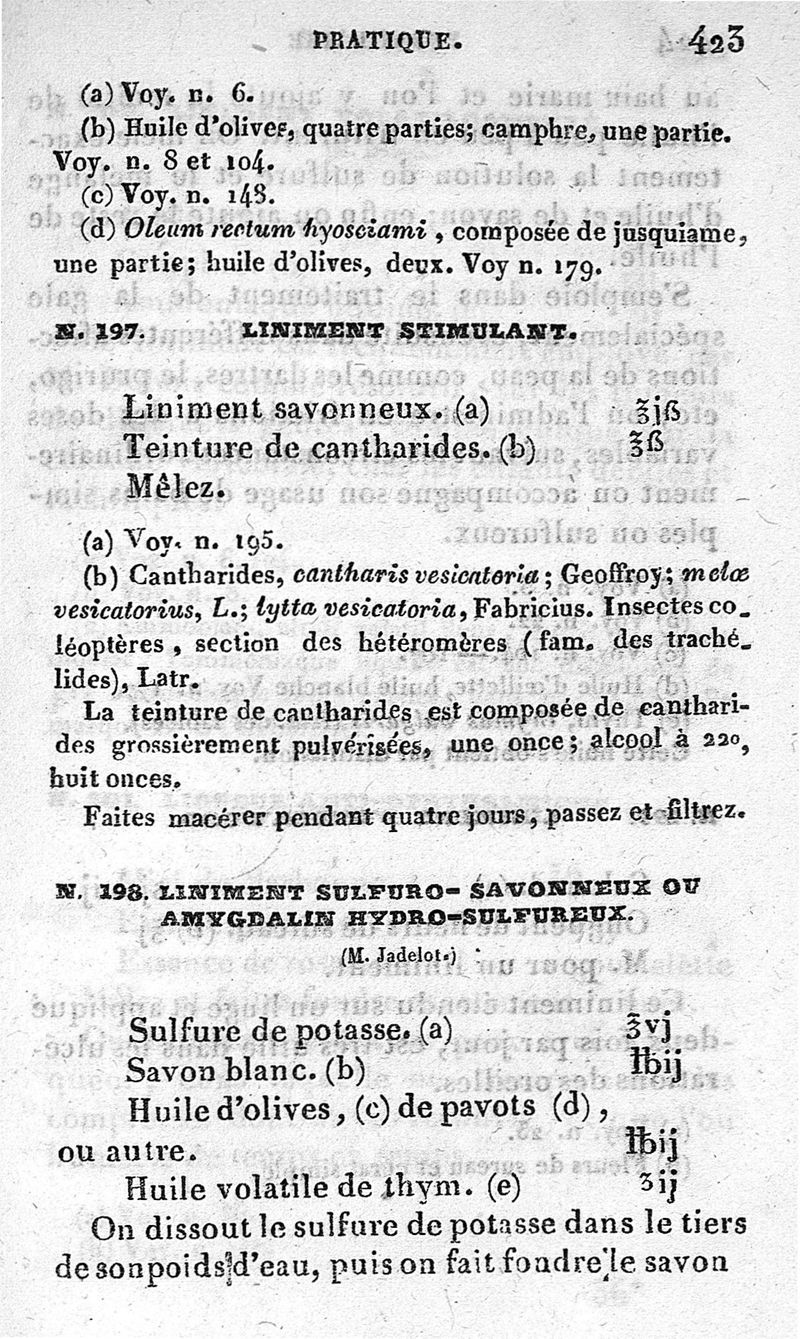 PRATIQUE. 423
(a) Voy. n. 6.
(b) Huile d'olives, quatre parties; camphre, une partie.
Voy. n. 8 et 104.
(c) Voy. n. 148.
(d) Oleum rectum hyosciami, composée de jusquiame,
une partie; huile d'olives, deux. Voy n. 179.
N. 197. LINIMENT STIMULANT.
Liniment savonneux. (a) ℥jß
Teinture de cantharides. (b) ℥ß
Mêlez.
(a) Voy. n. 195.
(b) Cantharides, cantharis vesicatoria; Geoffroy; meloæ
vesicatorius, L.; lytta vesicatoria, Fabricius. Insectes co-
léoptères, section des hétéromères (fam. des traché-
lides), Latr.
La teinture de cantharides est composée de canthari-
des grossièrement pulvérisées, une once; alcool à 22°,
huit onces.
Faites macérer pendant quatre jours, passez et filtrez.
N. 198. LINIMENT SULFURO-SAVONNEUX OU
AMYGDALIN HYDRO-SULFUREUX.
(M. Jadelot.)
Sulfure de potasse. (a) ℥vj
Savon blanc. (b) ℔ij
Huile d'olives, (c) de pavots (d),
ou autre. ℔ij
Huile volatile de thym. (e) ʒij
On dissout le sulfure de potasse dans le tiers
de son poids d'eau, puis on fait fondre le savon